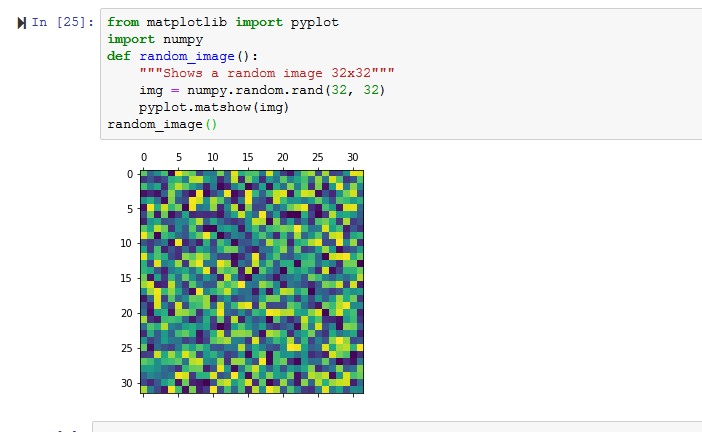 In [25]: from matplotlib import pyplot
import numpy
def random_image():
    """Shows a random image 32x32"""
    img = numpy.random.rand(32, 32)
    pyplot.matshow(img)
random_image()
0 5 10 15 20 25 30
0
5
10
15
20
25
30